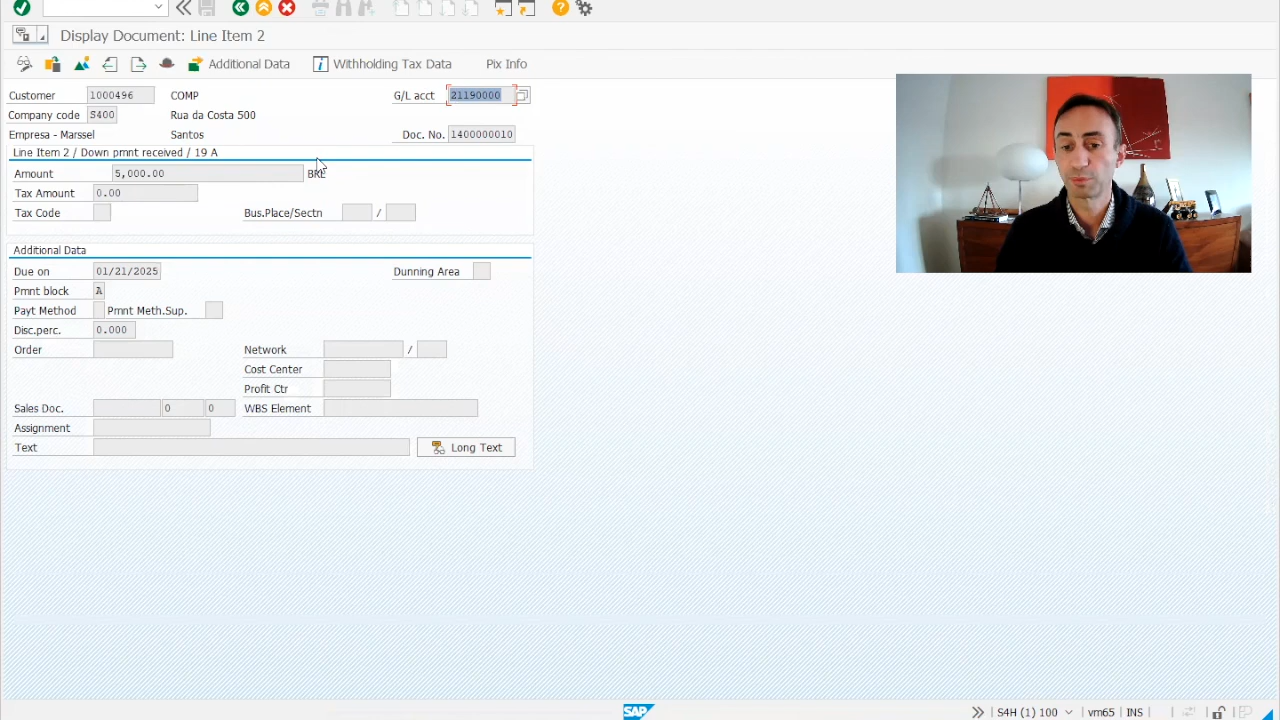 Display Document: Line Item 2
Additional Data Withholding Tax Data Pix Info
Customer 1000496 COMP G/L acct 21190000
Company code S400 Rua da Costa 500
Empresa - Marssel Santos Doc. No. 1400000010
Line Item 2 / Down pmnt received / 19 A
Amount 5,000.00 BRL
Tax Amount 0.00
Tax Code Bus.Place/Sectn /
Additional Data
Due on 01/21/2025 Dunning Area
Pmnt block A
Payt Method Pmnt Meth.Sup.
Disc.perc. 0.000
Order Network /
Cost Center
Profit Ctr
Sales Doc. 0 0 WBS Element
Assignment
Text Long Text
SAP S4H (1) 100 vm65 INS